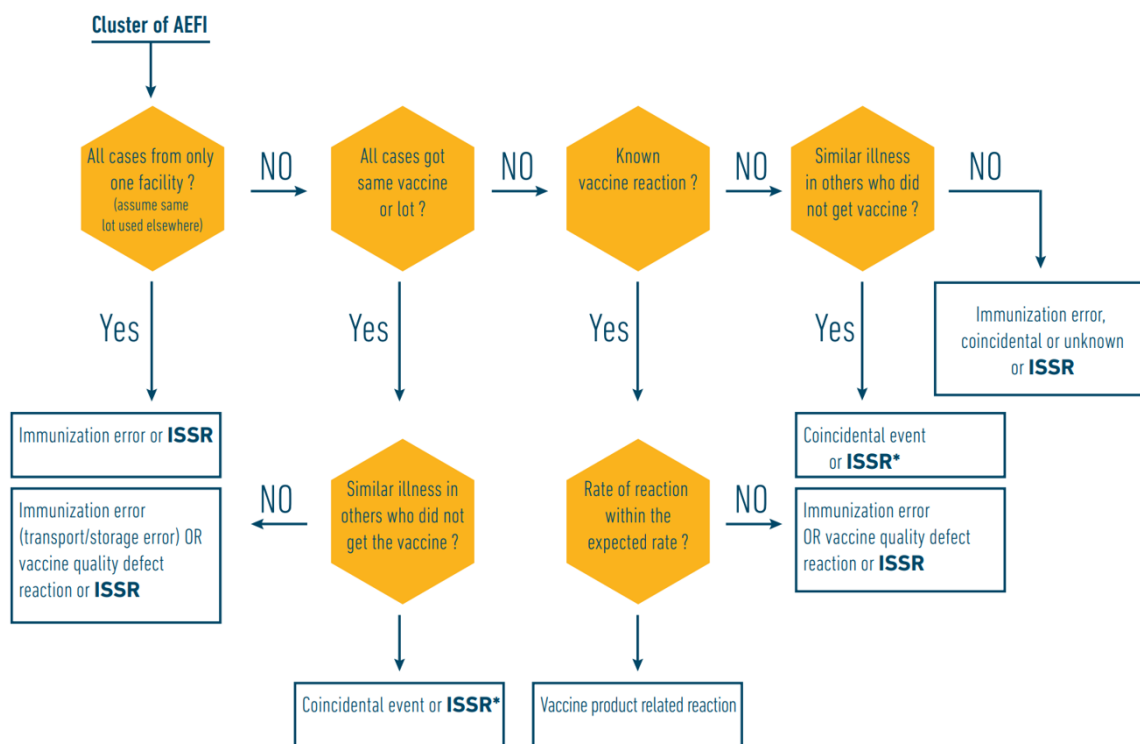 Cluster of AEFI
All cases from only
one facility ?
(assume same
lot used elsewhere)
NO
All cases got
same vaccine
or lot ?
NO
Known
vaccine reaction ?
NO
Similar illness
in others who did
not get vaccine ?
NO
Yes
Yes
Yes
Yes
Immunization error,
coincidental or unknown
or ISSR
Immunization error or ISSR
Coincidental event
or ISSR*
Immunization error
(transport/storage error) OR
vaccine quality defect
reaction or ISSR
NO
Similar illness in
others who did not
get the vaccine ?
Rate of reaction
within the
expected rate ?
NO
Immunization error
OR vaccine quality defect
reaction or ISSR
Coincidental event or ISSR*
Vaccine product related reaction